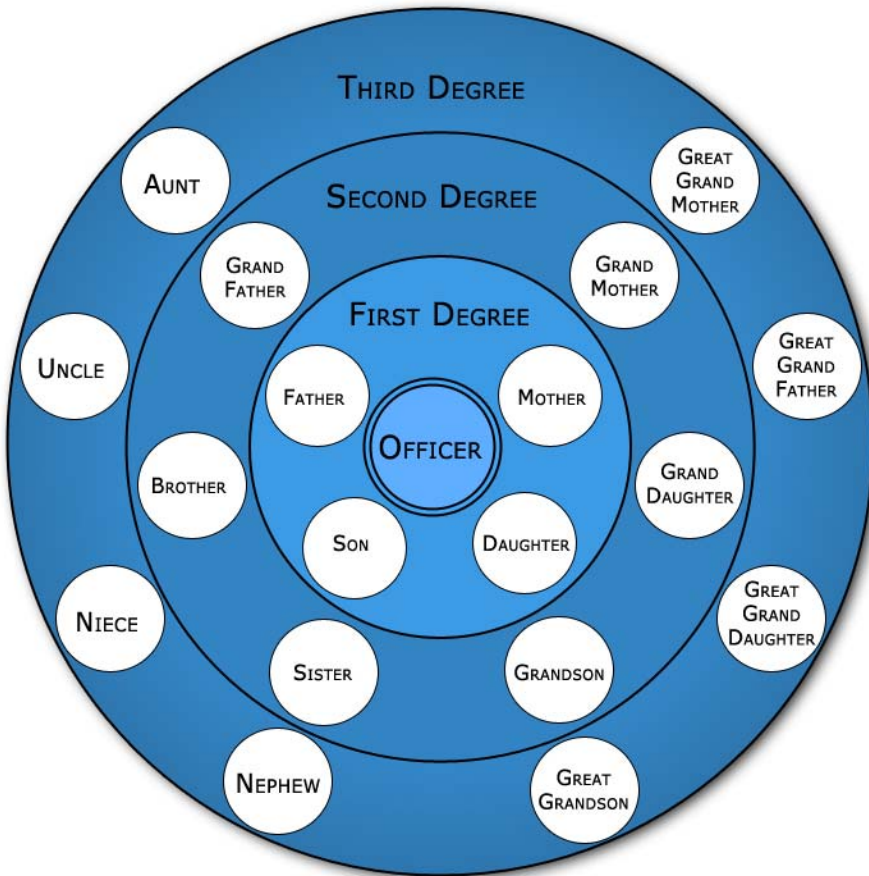 Third Degree
Aunt
Great
Grand
Mother
Second Degree
Grand
Father
Grand
Mother
First Degree
Uncle
Great
Grand
Father
Father
Mother
Officer
Brother
Grand
Daughter
Son
Daughter
Niece
Great
Grand
Daughter
Sister
Grandson
Nephew
Great
Grandson